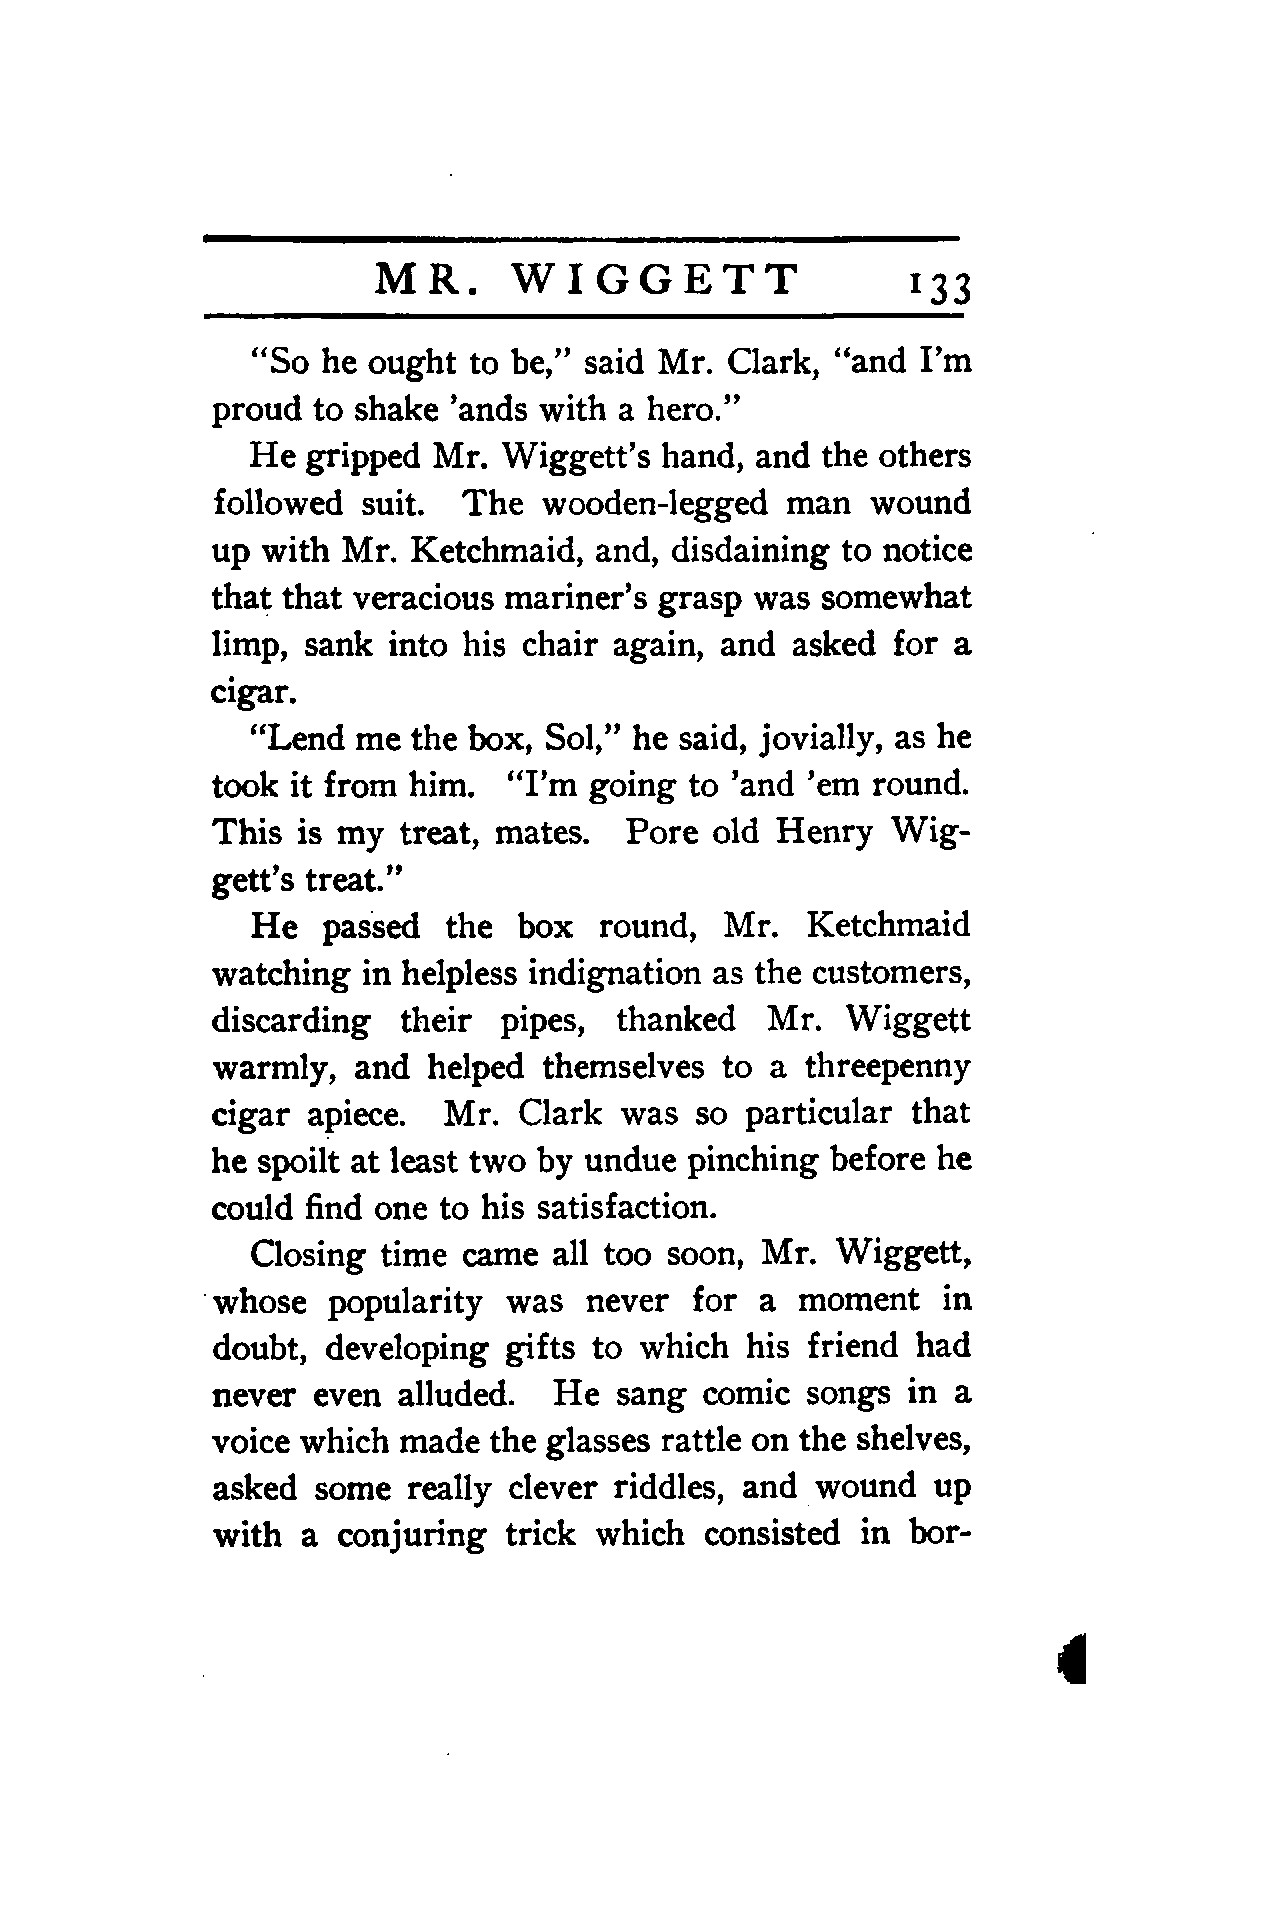 MR. WIGGETT 133
“So he ought to be,” said Mr. Clark, “and I’m
proud to shake ’ands with a hero.”
He gripped Mr. Wiggett’s hand, and the others
followed suit. The wooden-legged man wound
up with Mr. Ketchmaid, and, disdaining to notice
that that veracious mariner’s grasp was somewhat
limp, sank into his chair again, and asked for a
cigar.
“Lend me the box, Sol,” he said, jovially, as he
took it from him. “I’m going to ’and ’em round.
This is my treat, mates. Pore old Henry Wig-
gett’s treat.”
He passed the box round, Mr. Ketchmaid
watching in helpless indignation as the customers,
discarding their pipes, thanked Mr. Wiggett
warmly, and helped themselves to a threepenny
cigar apiece. Mr. Clark was so particular that
he spoilt at least two by undue pinching before he
could find one to his satisfaction.
Closing time came all too soon, Mr. Wiggett,
whose popularity was never for a moment in
doubt, developing gifts to which his friend had
never even alluded. He sang comic songs in a
voice which made the glasses rattle on the shelves,
asked some really clever riddles, and wound up
with a conjuring trick which consisted in bor-